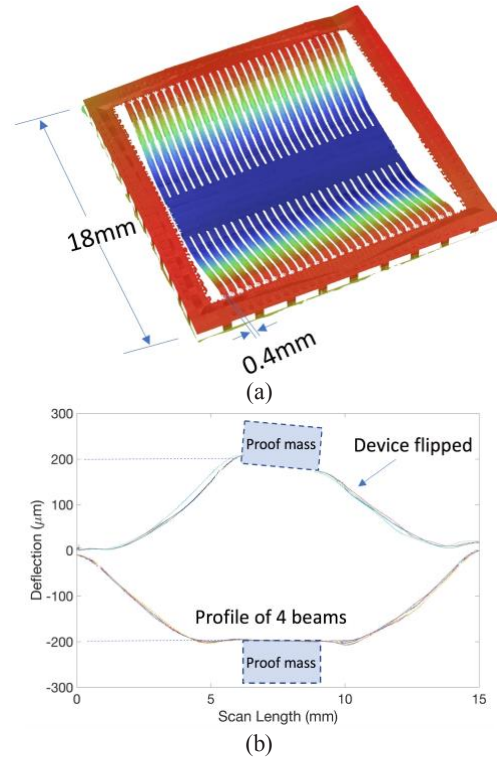 18mm
0.4mm
(a)
300
200
100
0
-100
-200
-300
Deflection (μm)
Proof mass
Device flipped
Profile of 4 beams
Proof mass
0
5
10
15
Scan Length (mm)
(b)